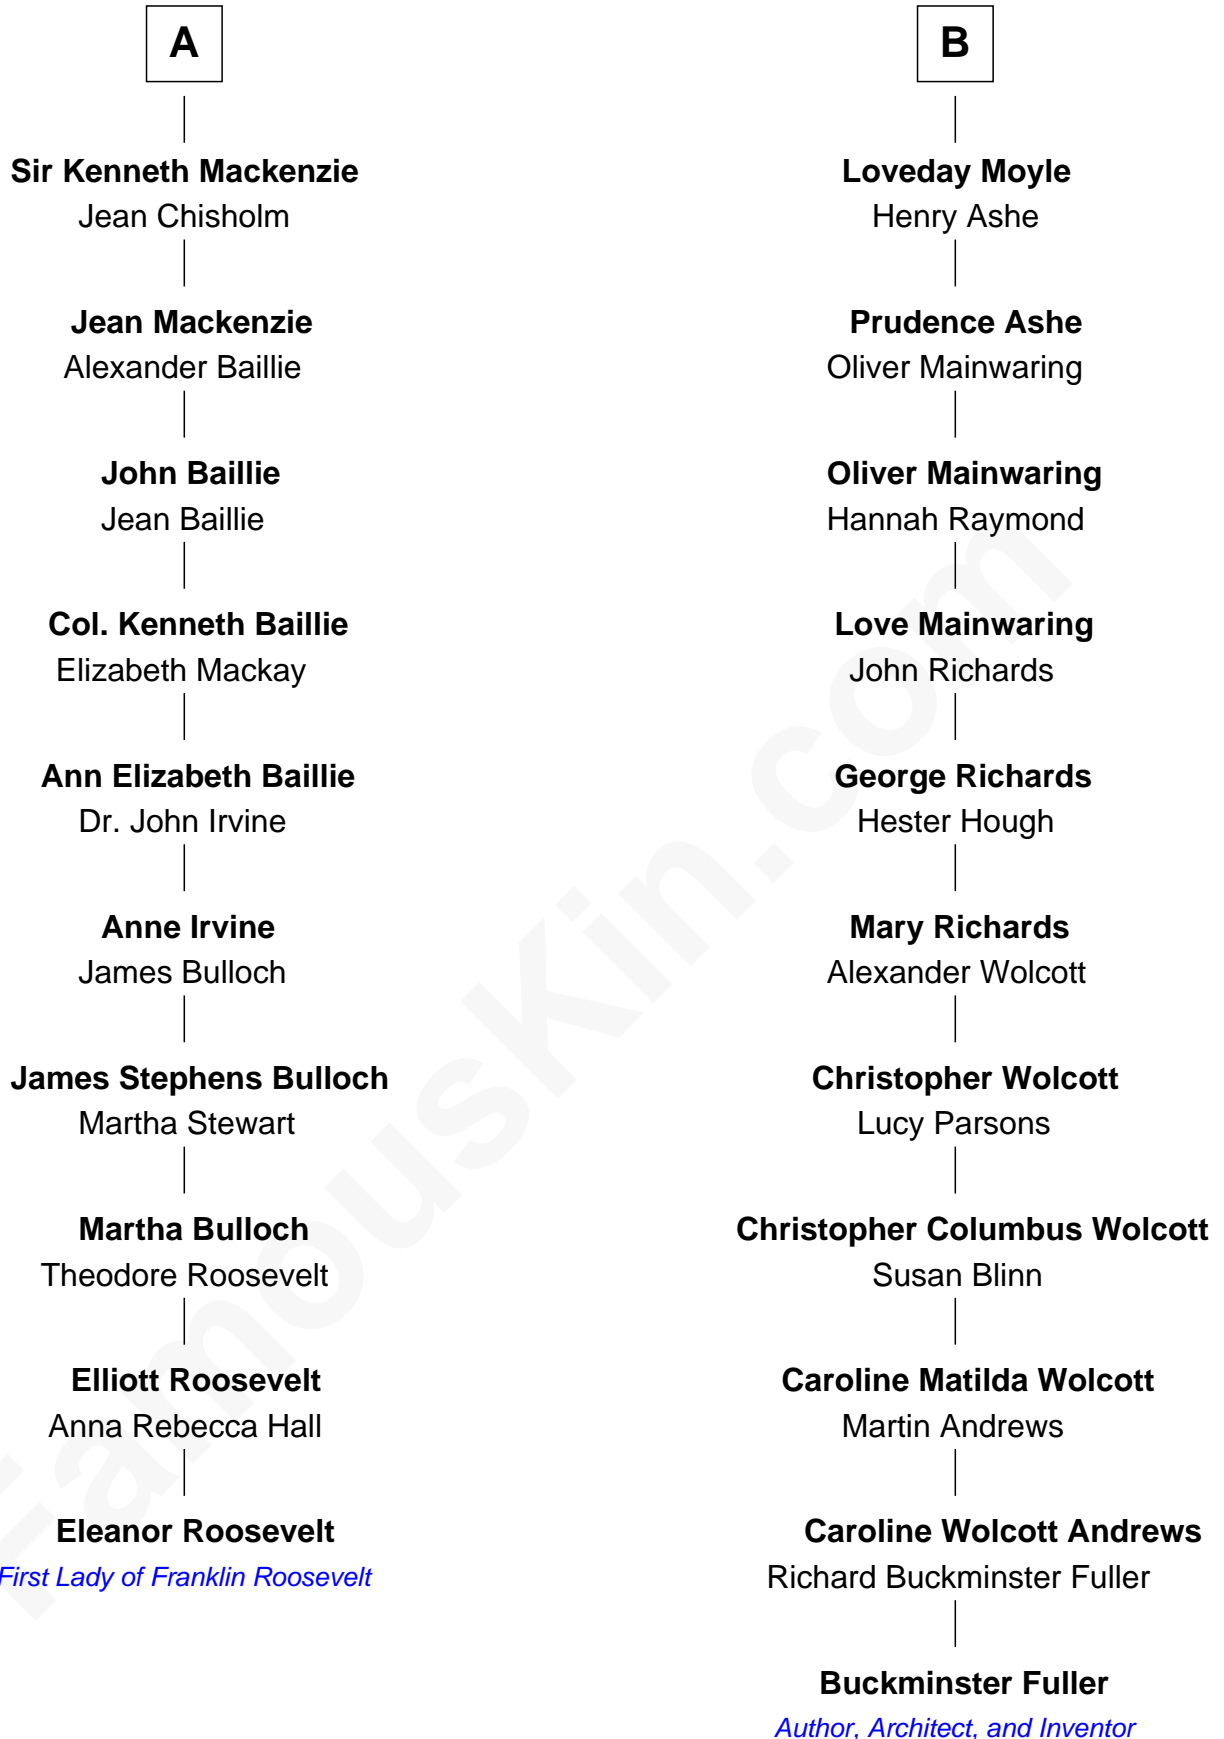 A
Sir Kenneth Mackenzie
Jean Chisholm
Jean Mackenzie
Alexander Baillie
John Baillie
Jean Baillie
Col. Kenneth Baillie
Elizabeth Mackay
Ann Elizabeth Baillie
Dr. John Irvine
Anne Irvine
James Bulloch
James Stephens Bulloch
Martha Stewart
Martha Bulloch
Theodore Roosevelt
Elliott Roosevelt
Anna Rebecca Hall
Eleanor Roosevelt
First Lady of Franklin Roosevelt
B
Loveday Moyle
Henry Ashe
Prudence Ashe
Oliver Mainwaring
Oliver Mainwaring
Hannah Raymond
Love Mainwaring
John Richards
George Richards
Hester Hough
Mary Richards
Alexander Wolcott
Christopher Wolcott
Lucy Parsons
Christopher Columbus Wolcott
Susan Blinn
Caroline Matilda Wolcott
Martin Andrews
Caroline Wolcott Andrews
Richard Buckminster Fuller
Buckminster Fuller
Author, Architect, and Inventor
FamousKin.com